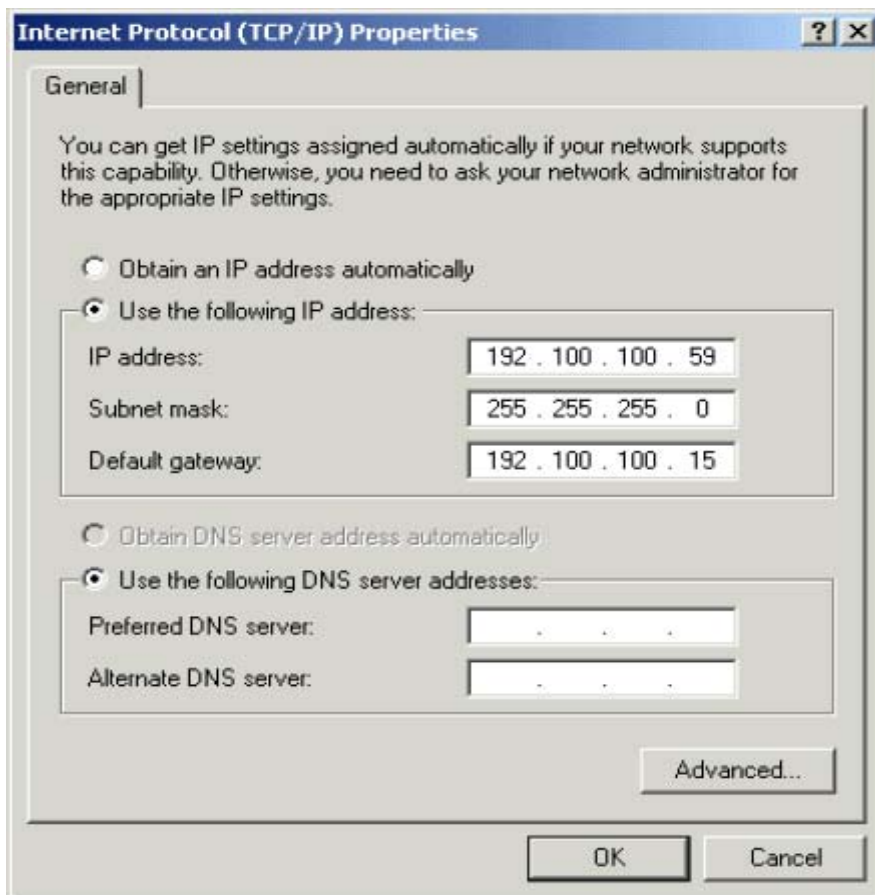 Internet Protocol (TCP/IP) Properties
General
You can get IP settings assigned automatically if your network supports
this capability. Otherwise, you need to ask your network administrator for
the appropriate IP settings.
Obtain an IP address automatically
Use the following IP address:
IP address: 192 . 100 . 100 . 59
Subnet mask: 255 . 255 . 255 . 0
Default gateway: 192 . 100 . 100 . 15
Obtain DNS server address automatically
Use the following DNS server addresses:
Preferred DNS server: . . .
Alternate DNS server: . . .
Advanced...
OK Cancel